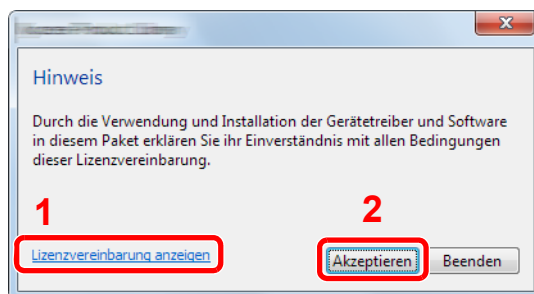 Hinweis
Durch die Verwendung und Installation der Gerätetreiber und Software
in diesem Paket erklären Sie ihr Einverständnis mit allen Bedingungen
dieser Lizenzvereinbarung.
1
2
Lizenzvereinbarung anzeigen
Akzeptieren
Beenden